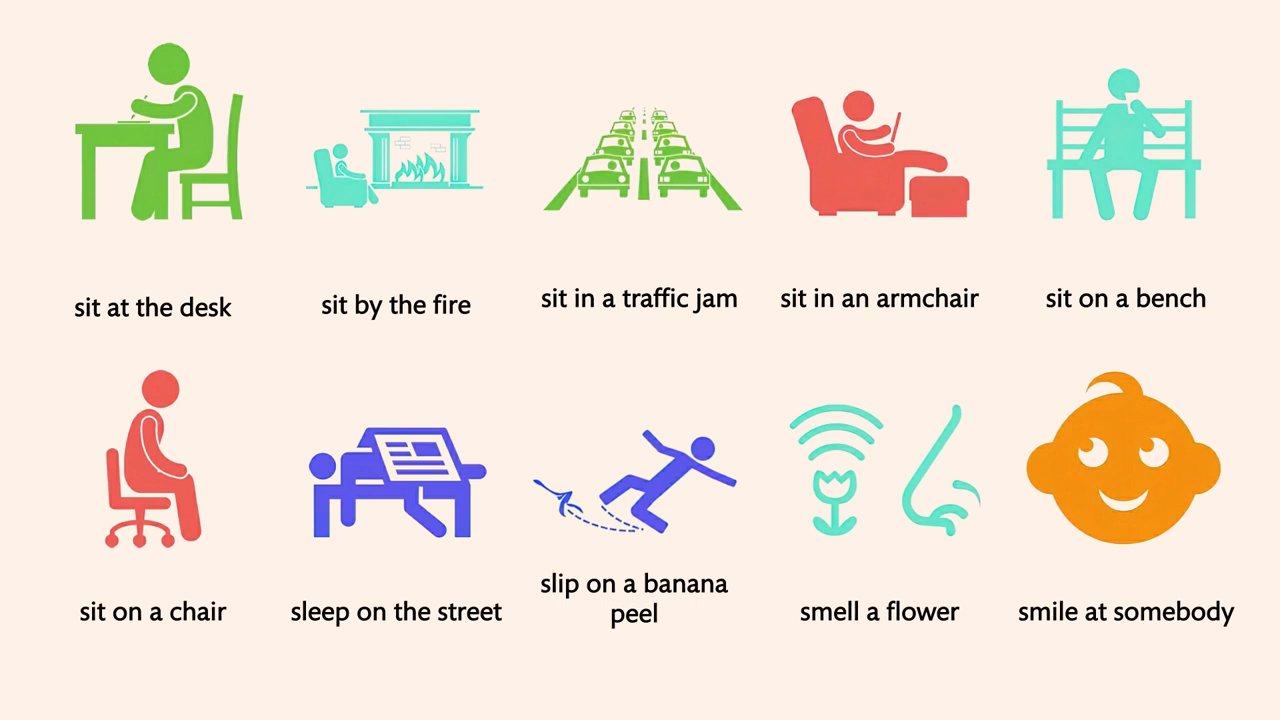 sit at the desk
sit by the fire
sit in a traffic jam
sit in an armchair
sit on a bench
sit on a chair
sleep on the street
slip on a banana
peel
smell a flower
smile at somebody